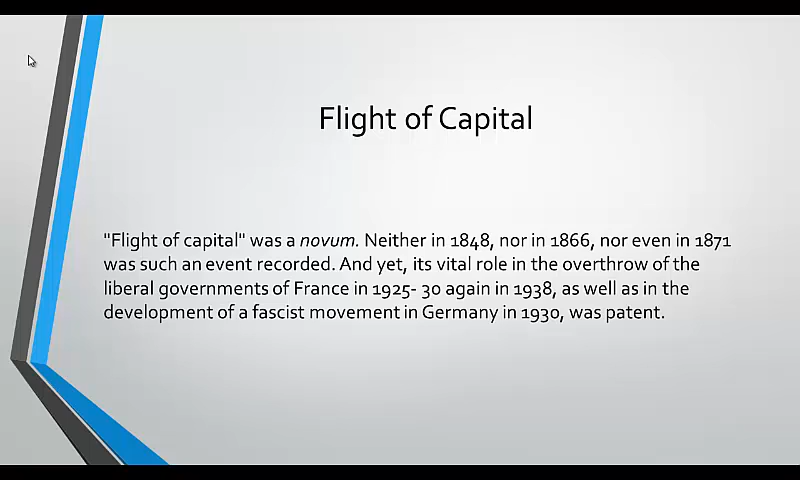 Flight of Capital
"Flight of capital" was a novum. Neither in 1848, nor in 1866, nor even in 1871
was such an event recorded. And yet, its vital role in the overthrow of the
liberal governments of France in 1925- 30 again in 1938, as well as in the
development of a fascist movement in Germany in 1930, was patent.